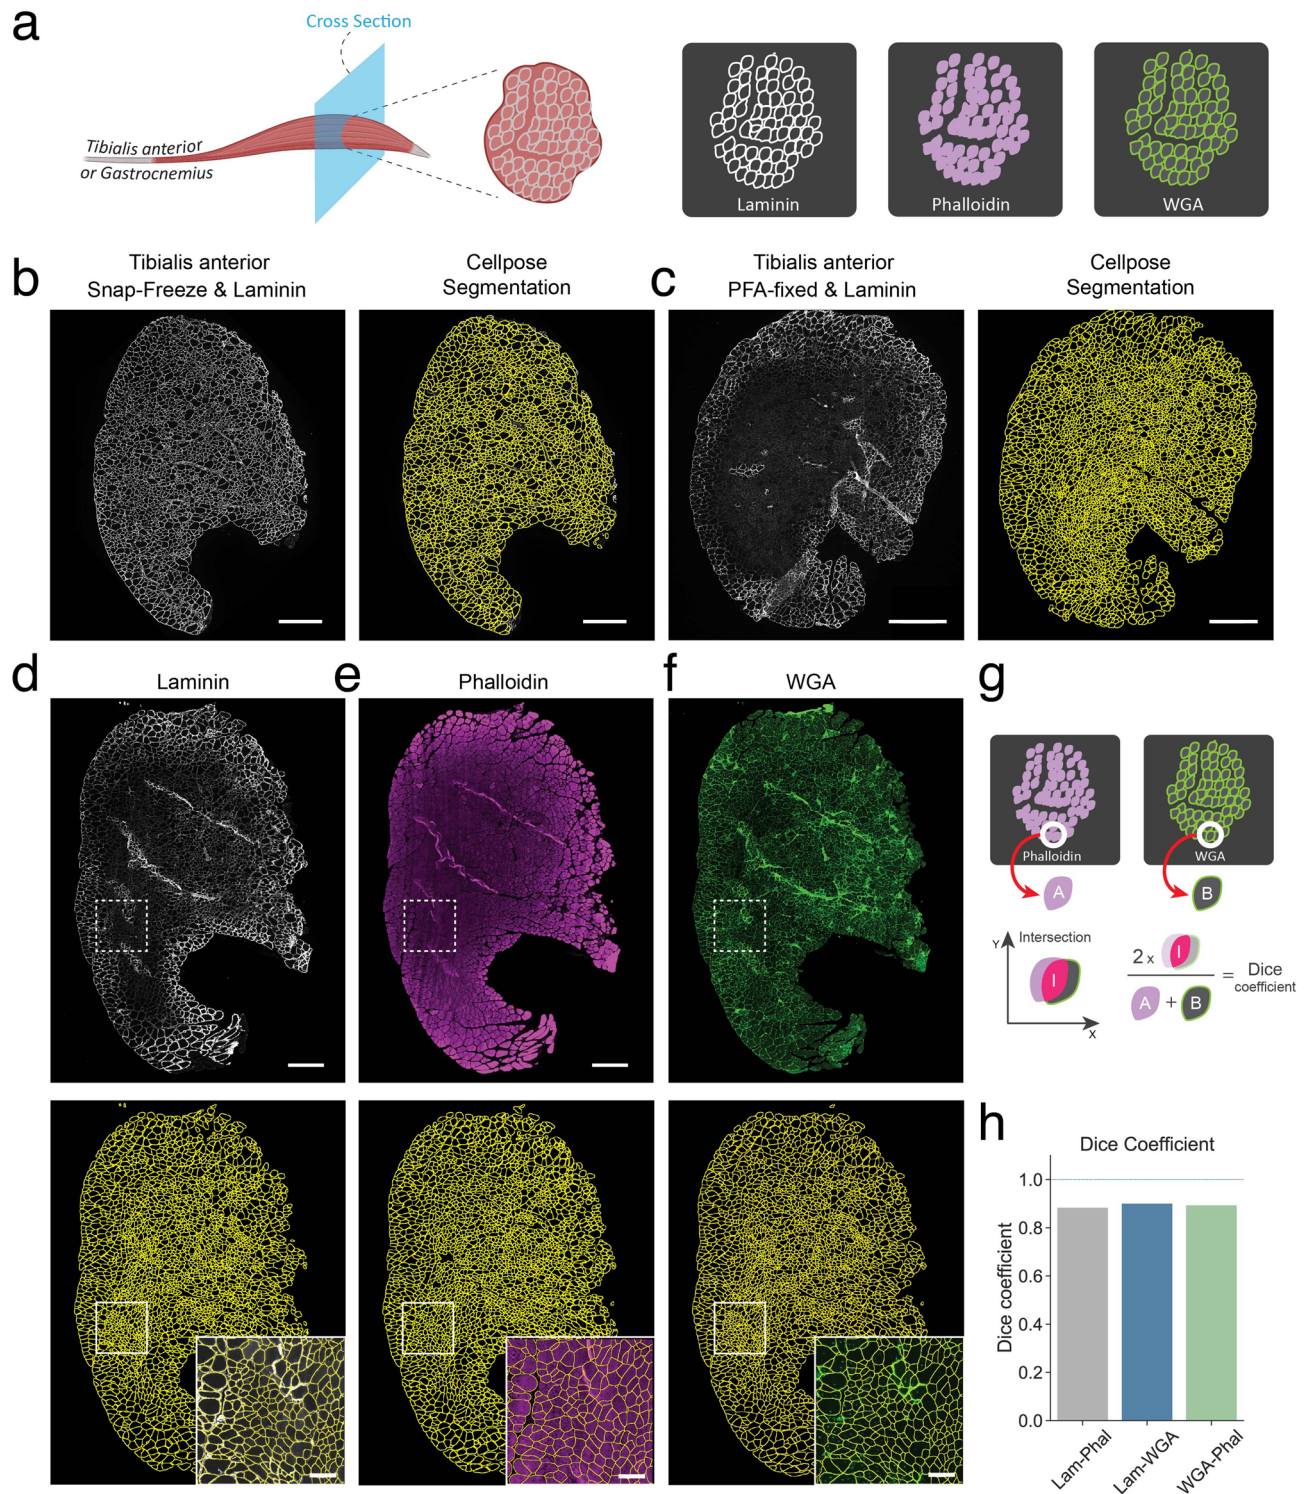 a
Cross Section
Tibialis anterior
or Gastrocnemius
Laminin
Phalloidin
WGA
b
Tibialis anterior
Snap-Freeze & Laminin
Cellpose
Segmentation
c
Tibialis anterior
PFA-fixed & Laminin
Cellpose
Segmentation
d
Laminin
e
Phalloidin
f
WGA
g
Phalloidin
WGA
A
B
Y
Intersection
I
X
2 x
I
A + B
= Dice
coefficient
h
Dice Coefficient
Dice coefficient
1.0
0.8
0.6
0.4
0.2
0.0
Lam-Phal
Lam-WGA
WGA-Phal